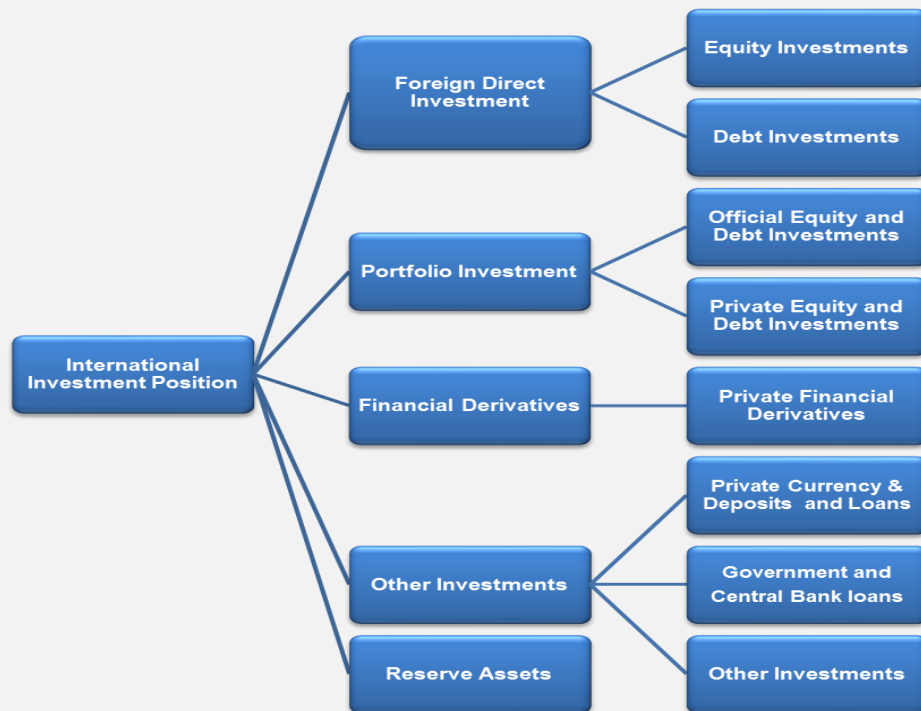 Equity Investments
Foreign Direct
Investment
Debt Investments
Official Equity and
Debt Investments
Portfolio Investment
Private Equity and
Debt Investments
International
Investment Position
Financial Derivatives
Private Financial
Derivatives
Private Currency &
Deposits and Loans
Other Investments
Government and
Central Bank loans
Reserve Assets
Other Investments